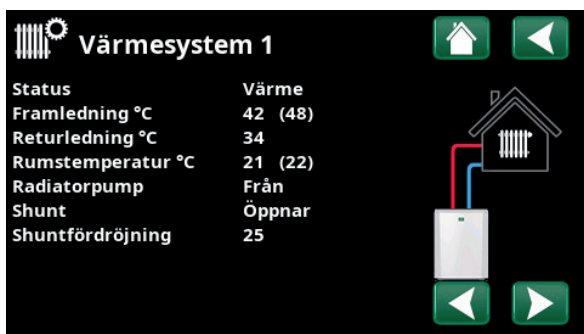 Värmesystem 1
Status Värme
Framledning °C 42 (48)
Returledning °C 34
Rumstemperatur °C 21 (22)
Radiatorpump Från
Shunt Öppnar
Shuntfördröjning 25